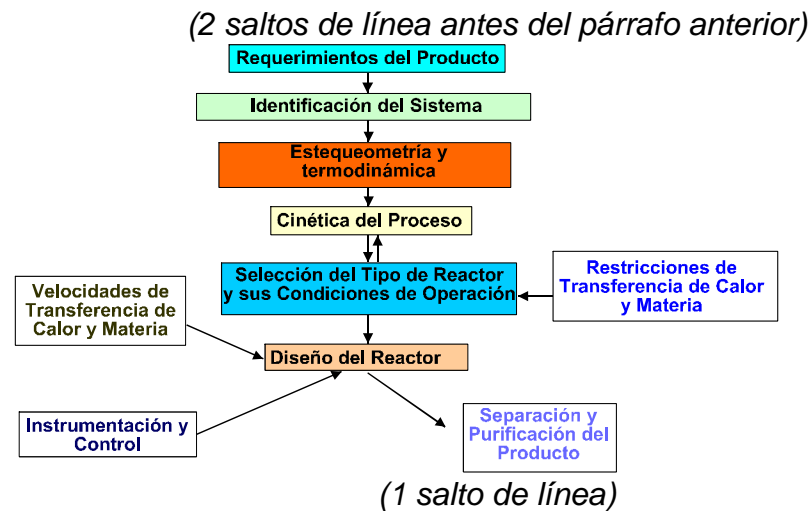 (2 saltos de línea antes del párrafo anterior)
Requerimientos del Producto
Identificación del Sistema
Estequeometría y
termodinámica
Cinética del Proceso
Selección del Tipo de Reactor
y sus Condiciones de Operación
Restricciones de
Transferencia de Calor
y Materia
Velocidades de
Transferencia de
Calor y Materia
Diseño del Reactor
Instrumentación y
Control
Separación y
Purificación del
Producto
(1 salto de línea)